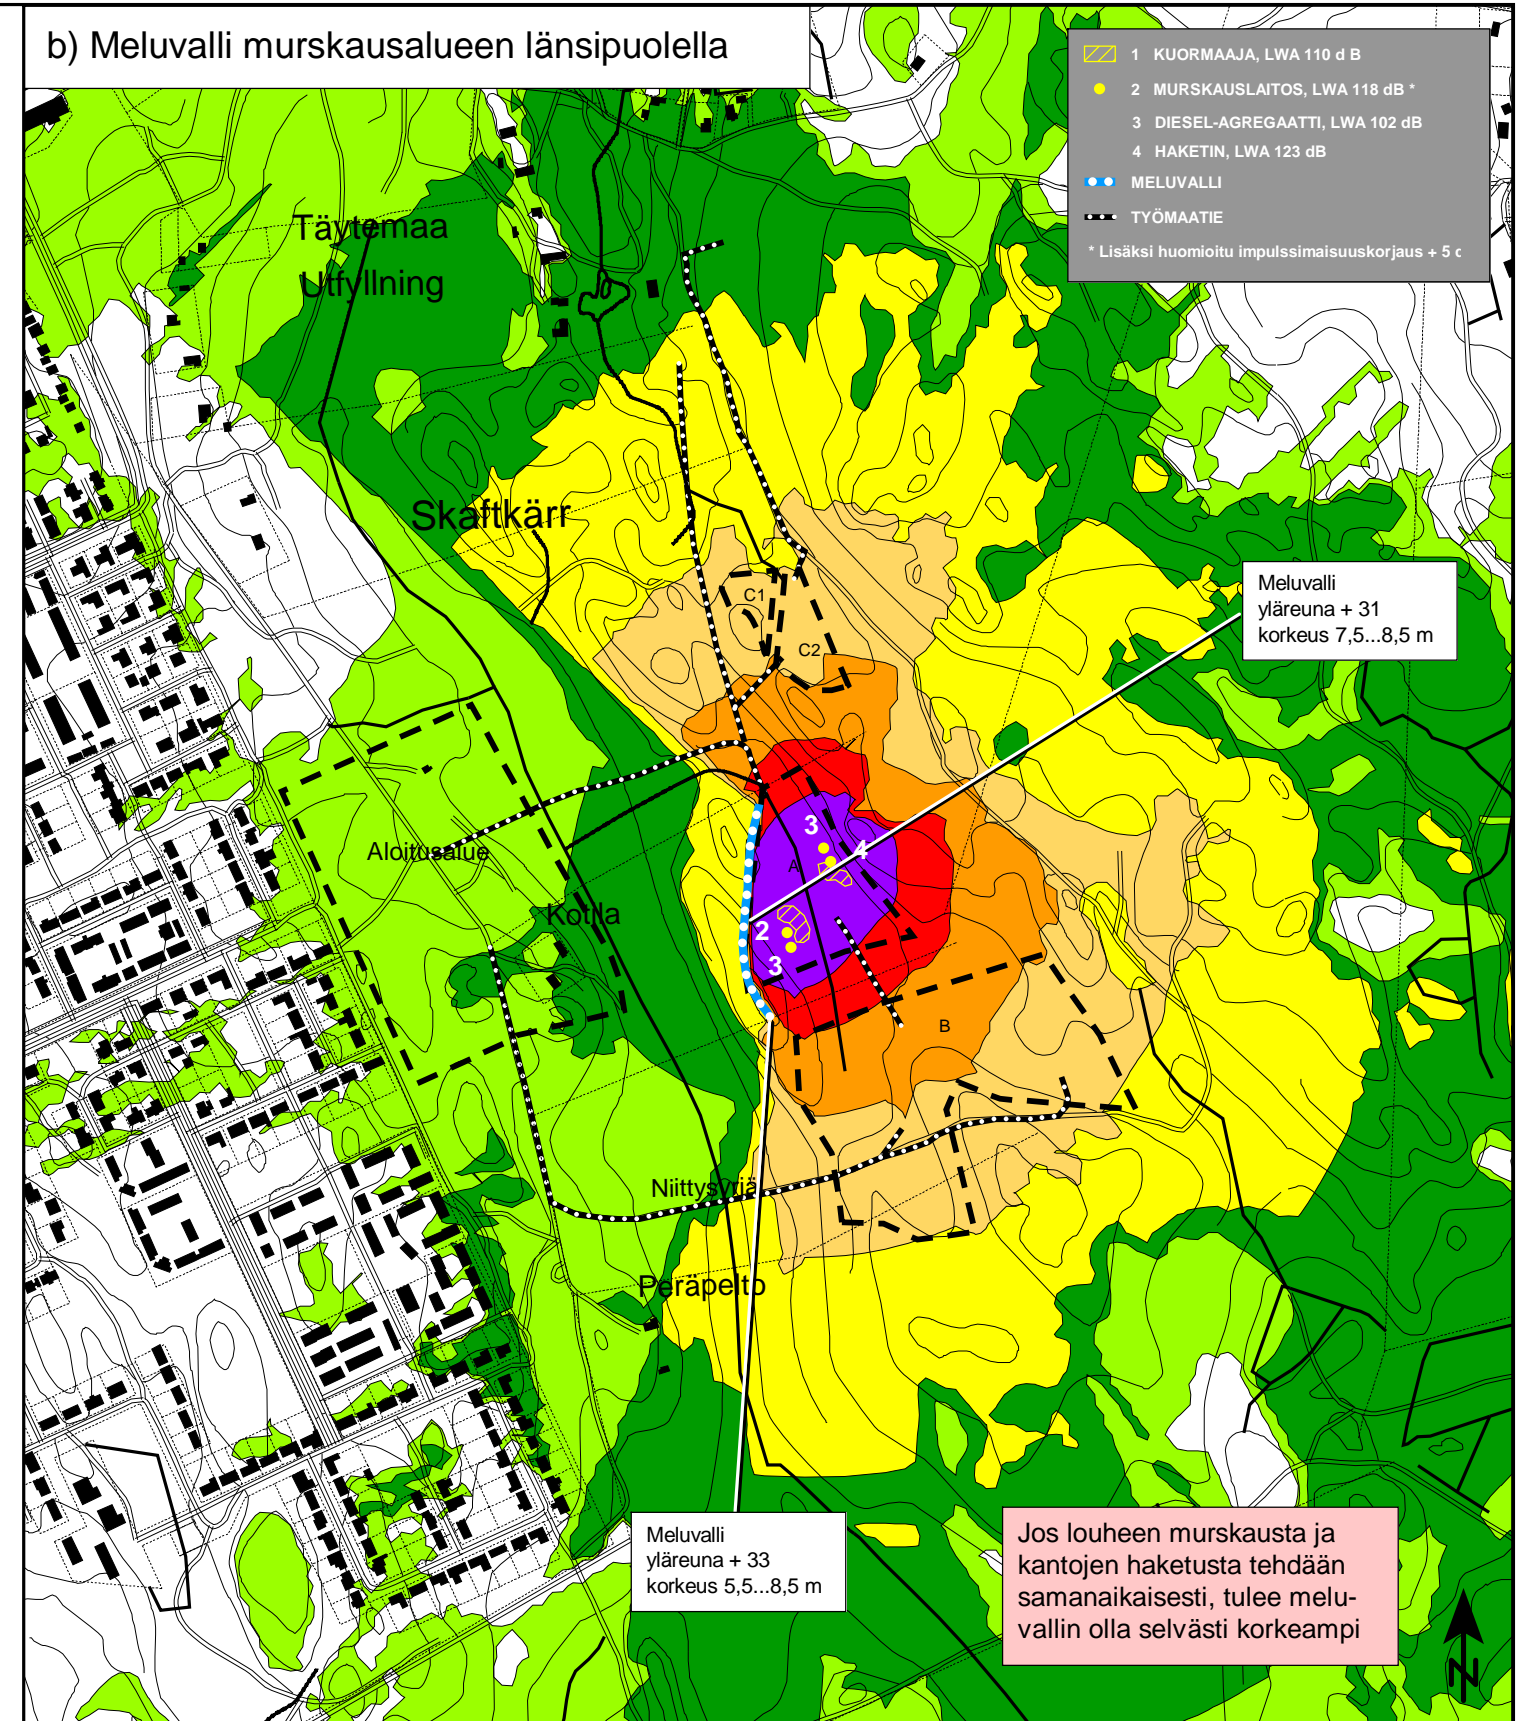 b) Meluvalli murskausalueen länsipuolella
1 KUORMAAJA, LWA 110 d B
2 MURSKAUSLAITOS, LWA 118 dB *
3 DIESEL-AGREGAATTI, LWA 102 dB
4 HAKETIN, LWA 123 dB
MELUVALLI
TYÖMAATIE
* Lisäksi huomioitu impulssimaisuuskorjaus + 5
Täytemaa
Utfyllning
Skaftkärr
Meluvalli
yläreuna + 31
korkeus 7,5...8,5 m
C1
C2
3
4
A
Aloitusalue
Kotila
2
3
B
Niittysyrjä
Peräpelto
Meluvalli
yläreuna + 33
korkeus 5,5...8,5 m
Jos louheen murskausta ja
kantojen haketusta tehdään
samanaikaisesti, tulee melu-
vallin olla selvästi korkeampi
N